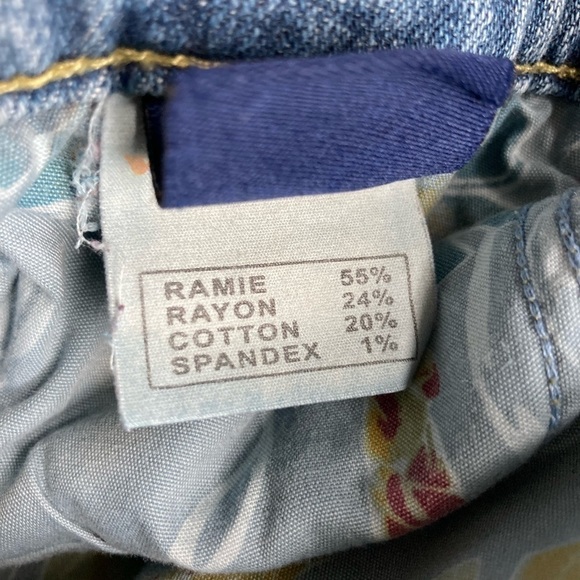 RAMIE 55%
RAYON 24%
COTTON 20%
SPANDEX 1%